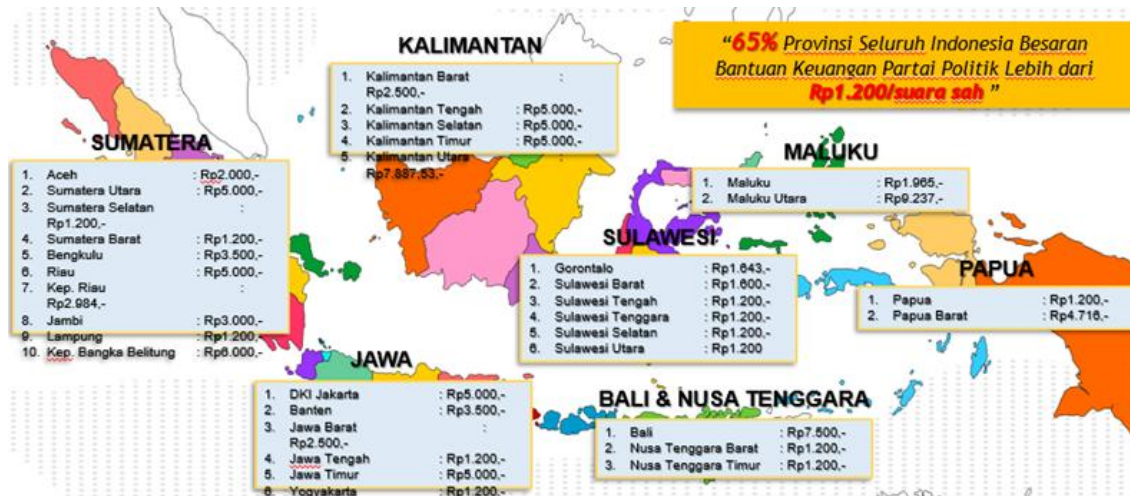 “65% Provinsi Seluruh Indonesia Besaran
Bantuan Keuangan Partai Politik Lebih dari
Rp1.200/suara sah ”
KALIMANTAN
1. Kalimantan Barat :
Rp2.500,-
2. Kalimantan Tengah : Rp5.000,-
3. Kalimantan Selatan : Rp5.000,-
4. Kalimantan Timur : Rp5.000,-
5. Kalimantan Utara :
Rp7.887,53,-
SUMATERA
1. Aceh : Rp2.000,-
2. Sumatera Utara : Rp5.000,-
3. Sumatera Selatan :
Rp1.200,-
4. Sumatera Barat : Rp1.200,-
5. Bengkulu : Rp3.500,-
6. Riau : Rp5.000,-
7. Kep. Riau :
Rp2.984,-
8. Jambi : Rp3.000,-
9. Lampung : Rp1.200,-
10. Kep. Bangka Belitung : Rp6.000,-
MALUKU
1. Maluku : Rp1.965,-
2. Maluku Utara : Rp9.237,-
SULAWESI
1. Gorontalo : Rp1.643,-
2. Sulawesi Barat : Rp1.600,-
3. Sulawesi Tengah : Rp1.200,-
4. Sulawesi Tenggara : Rp1.200,-
5. Sulawesi Selatan : Rp1.200,-
6. Sulawesi Utara : Rp1.200
PAPUA
1. Papua : Rp1.200,-
2. Papua Barat : Rp4.716,-
JAWA
1. DKI Jakarta : Rp5.000,-
2. Banten : Rp3.500,-
3. Jawa Barat :
Rp2.500,-
4. Jawa Tengah : Rp1.200,-
5. Jawa Timur : Rp5.000,-
6. Yogyakarta : Rp1.200,-
BALI & NUSA TENGGARA
1. Bali : Rp7.500,-
2. Nusa Tenggara Barat : Rp1.200,-
3. Nusa Tenggara Timur : Rp1.200,-